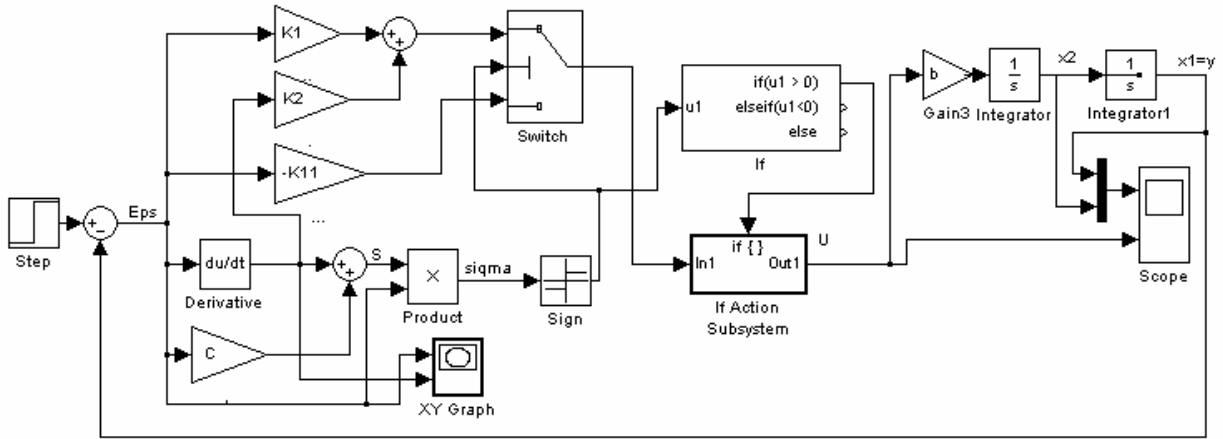 K1
+
+
K2
-K11
Switch
u1
if(u1 > 0)
elseif(u1<0)
else
If
b
Gain3
1
s
Integrator
x2
1
s
Integrator1
x1=y
Step
+
-
Eps
du/dt
Derivative
+
+
S
×
Product
siqma
Sign
C
XY Graph
if { }
In1
Out1
If Action
Subsystem
U
Scope
...